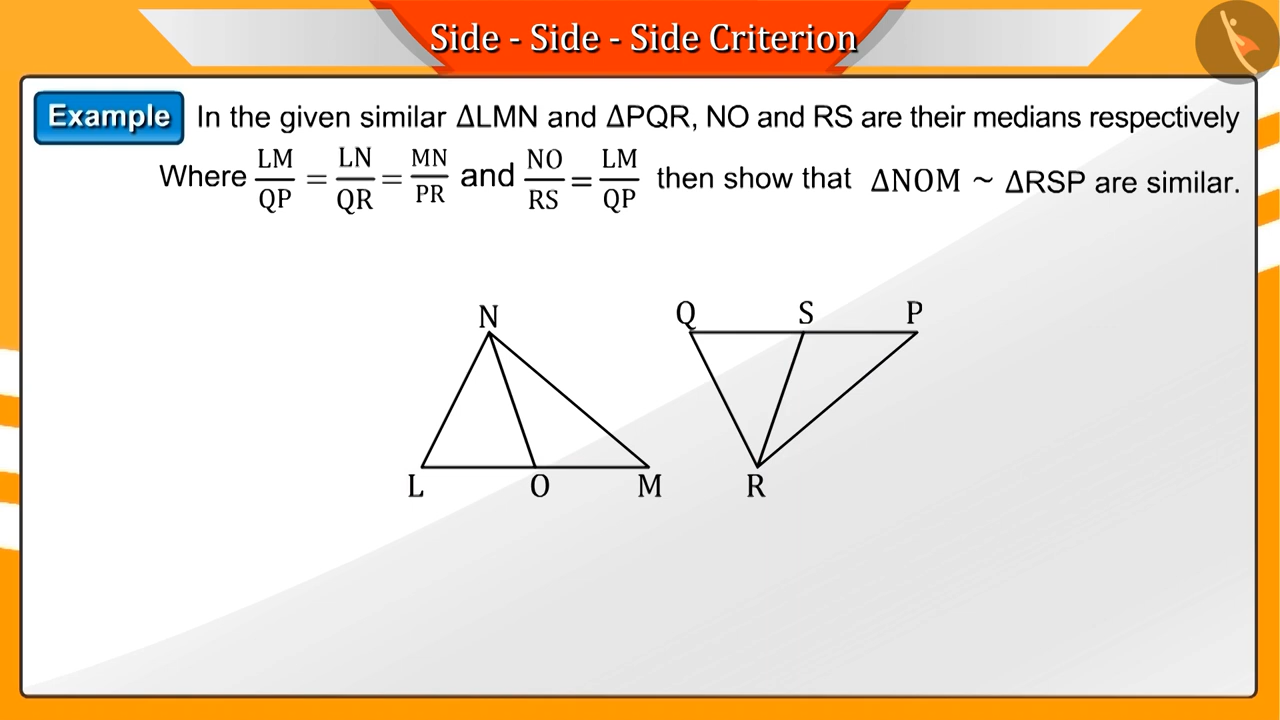 Side - Side - Side Criterion
Example In the given similar ΔLMN and ΔPQR, NO and RS are their medians respectively
Where LM/QP = LN/QR = MN/PR and NO/RS = LM/QP then show that ΔNOM ~ ΔRSP are similar.
N Q S P
L O M R